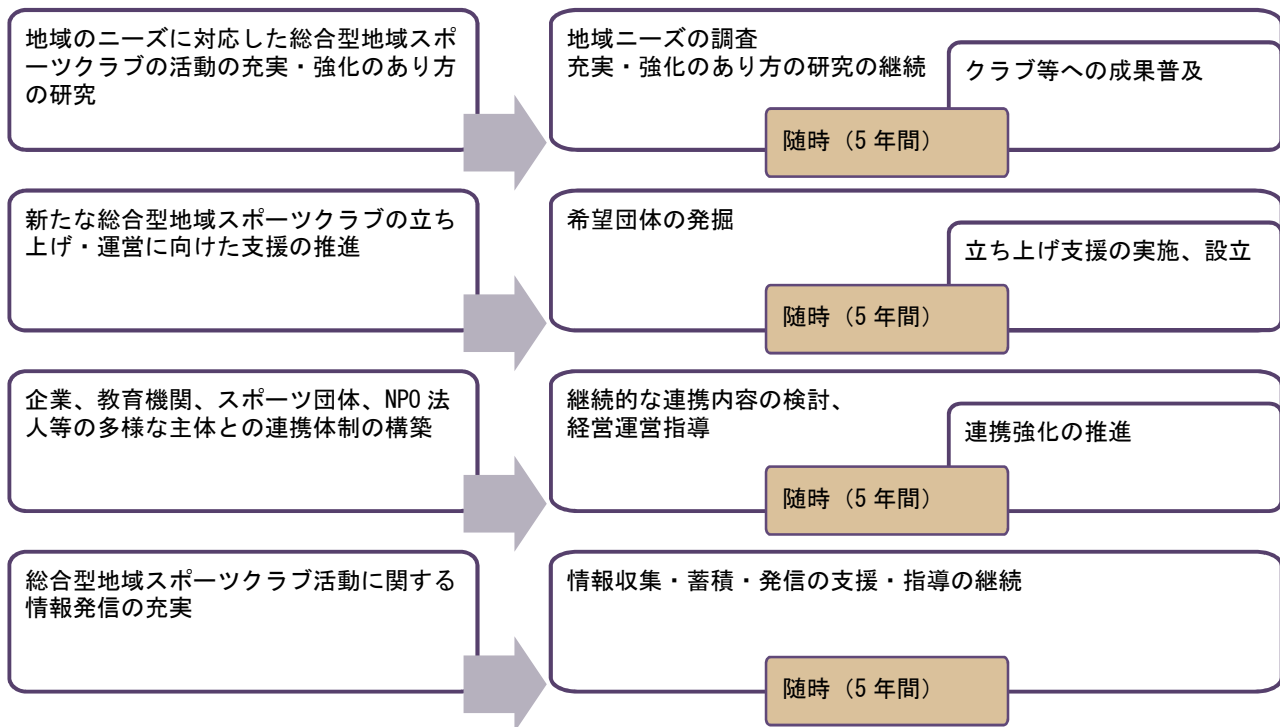 地域のニーズに対応した総合型地域スポ
ーツクラブの活動の充実・強化のあり方
の研究
地域ニーズの調査
充実・強化のあり方の研究の継続
クラブ等への成果普及
随時（5 年間）
新たな総合型地域スポーツクラブの立ち
上げ・運営に向けた支援の推進
希望団体の発掘
立ち上げ支援の実施、設立
随時（5 年間）
企業、教育機関、スポーツ団体、NPO 法
人等の多様な主体との連携体制の構築
継続的な連携内容の検討、
経営運営指導
連携強化の推進
随時（5 年間）
総合型地域スポーツクラブ活動に関する
情報発信の充実
情報収集・蓄積・発信の支援・指導の継続
随時（5 年間）